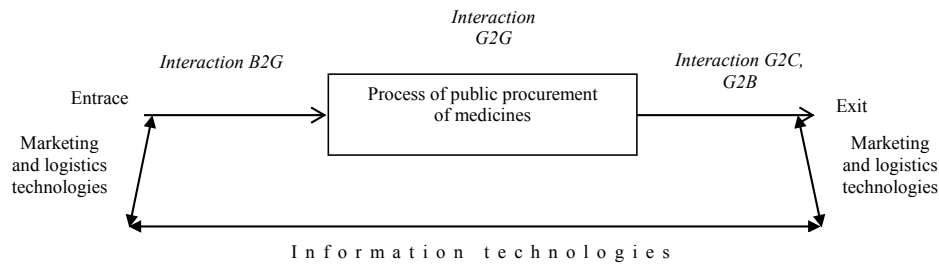 Interaction
G2G
Interaction B2G
Interaction G2C,
G2B
Entrace
Process of public procurement
of medicines
Exit
Marketing
and logistics
technologies
Marketing
and logistics
technologies
Information technologies